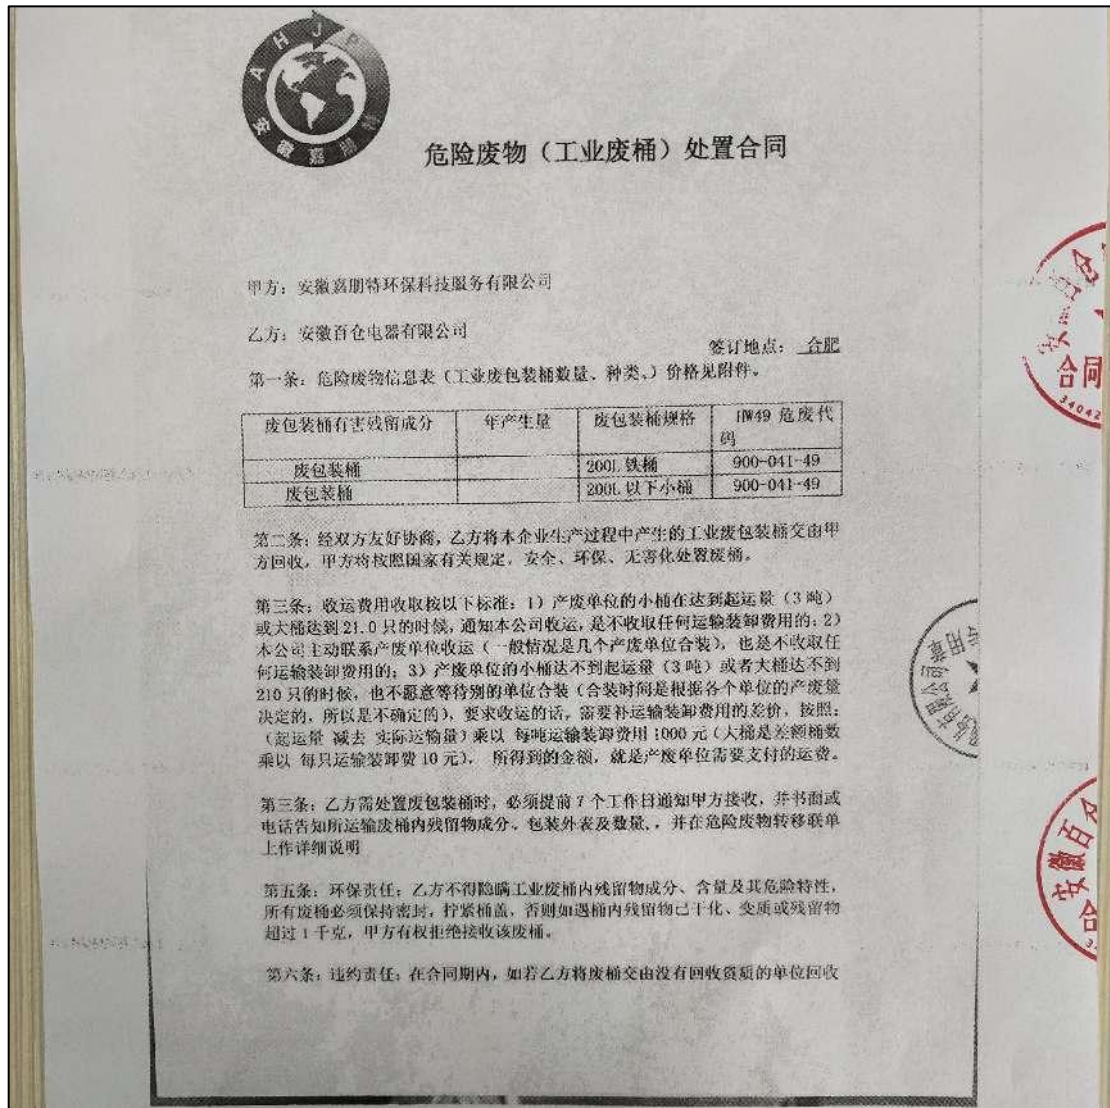 A H J P
安徽嘉朋特
危险废物（工业废桶）处置合同
甲方：安徽嘉朋特环保科技服务有限公司
乙方：安徽百仓电器有限公司
签订地点：合肥
第一条：危险废物信息表（工业废包装桶数量、种类、）价格见附件。
废包装桶有害残留成分 年产生量 废包装桶规格 HW49 危废代
码
废包装桶 200L 铁桶 900-041-49
废包装桶 200L 以下小桶 900-041-49
第二条：经双方友好协商，乙方将本企业生产过程中产生的工业废包装桶交由甲
方回收，甲方将按照国家有关规定，安全、环保、无害化处置废桶。
第三条：收运费用收取按以下标准：1）产废单位的小桶在达到起运量（3 吨）
或大桶达到 21.0 只的时候，通知本公司收运，是不收取任何运输装卸费用的；2）
本公司主动联系产废单位收运（一般情况是几个产废单位合装），也是不收取任
何运输装卸费用的；3）产废单位的小桶达不到起运量（3 吨）或者大桶达不到
210 只的时候，也不愿意等待别的单位合装（合装时间是根据各个单位的产废量
决定的，所以是不确定的），要求收运的话，需要补运输装卸费用的差价，按照：
（起运量 减去 实际运输量）乘以 每吨运输装卸费用 1000 元（大桶是差额桶数
乘以 每只运输装卸费 10 元）， 所得到的金额，就是产废单位需要支付的运费。
第三条：乙方需处置废包装桶时，必须提前 7 个工作日通知甲方接收，并书面或
电话告知所运输废桶内残留物成分、包装外表及数量、，并在危险废物转移联单
上作详细说明
第五条：环保责任：乙方不得隐瞒工业废桶内残留物成分、含量及其危险特性，
所有废桶必须保持密封，拧紧桶盖，否则如遇桶内残留物已干化、变质或残留物
超过 1 千克，甲方有权拒绝接收该废桶。
第六条：违约责任：在合同期内，如若乙方将废桶交由没有回收资质的单位回收
合同
34042
有限公司
专用章
安徽百仓
合